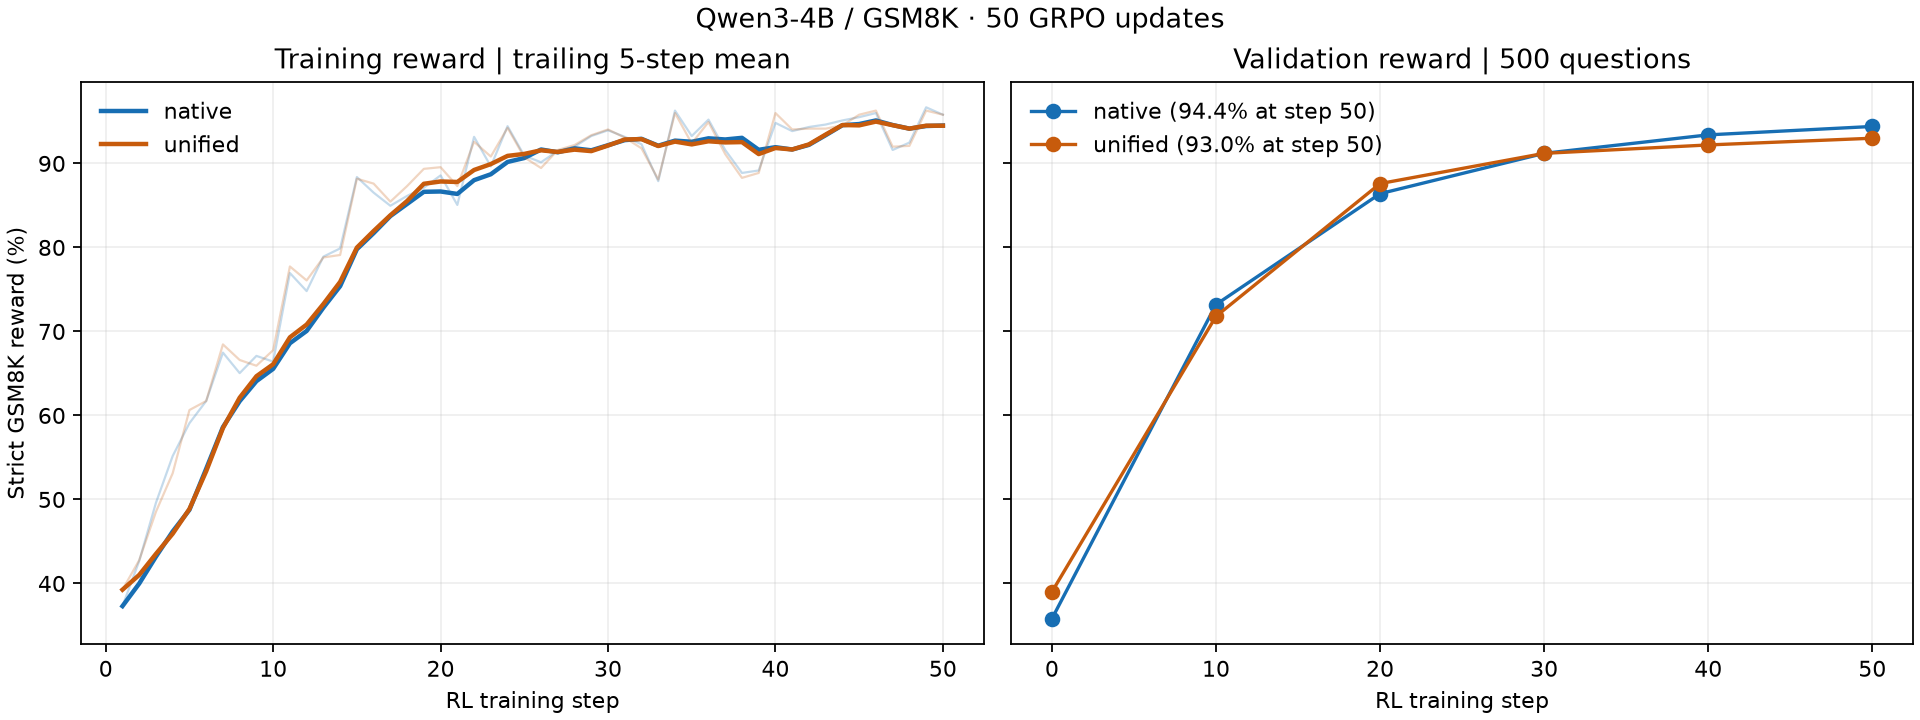 Qwen3-4B / GSM8K · 50 GRPO updates
Training reward | trailing 5-step mean
native
unified
Strict GSM8K reward (%)
90
80
70
60
50
40
0 10 20 30 40 50
RL training step
Validation reward | 500 questions
native (94.4% at step 50)
unified (93.0% at step 50)
0 10 20 30 40 50
RL training step